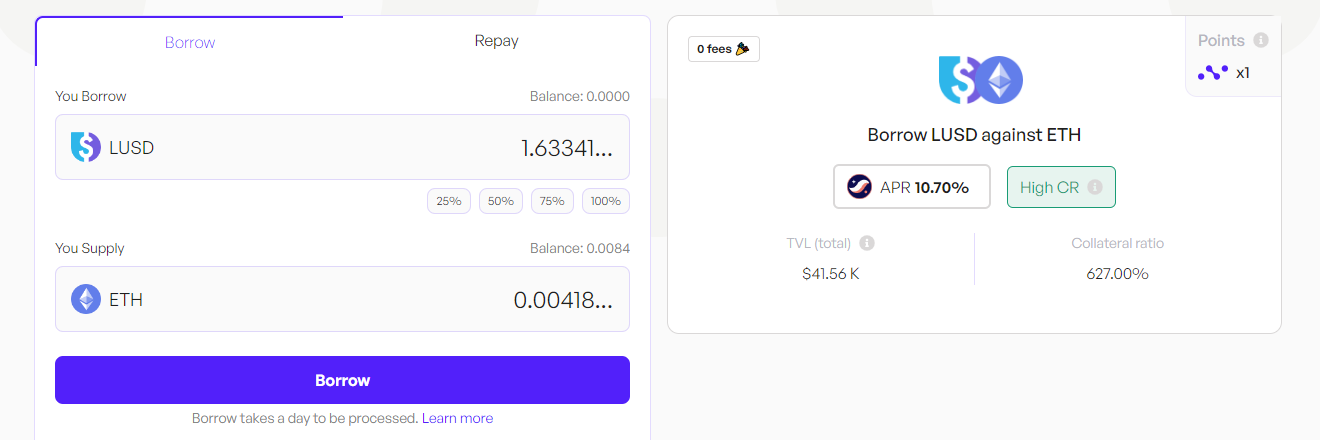 Borrow
Repay
You Borrow
Balance: 0.0000
LUSD
1.63341...
25%
50%
75%
100%
You Supply
Balance: 0.0084
ETH
0.00418...
Borrow
Borrow takes a day to be processed. Learn more
0 fees
Points
x1
Borrow LUSD against ETH
APR 10.70%
High CR
TVL (total)
Collateral ratio
$41.56 K
627.00%